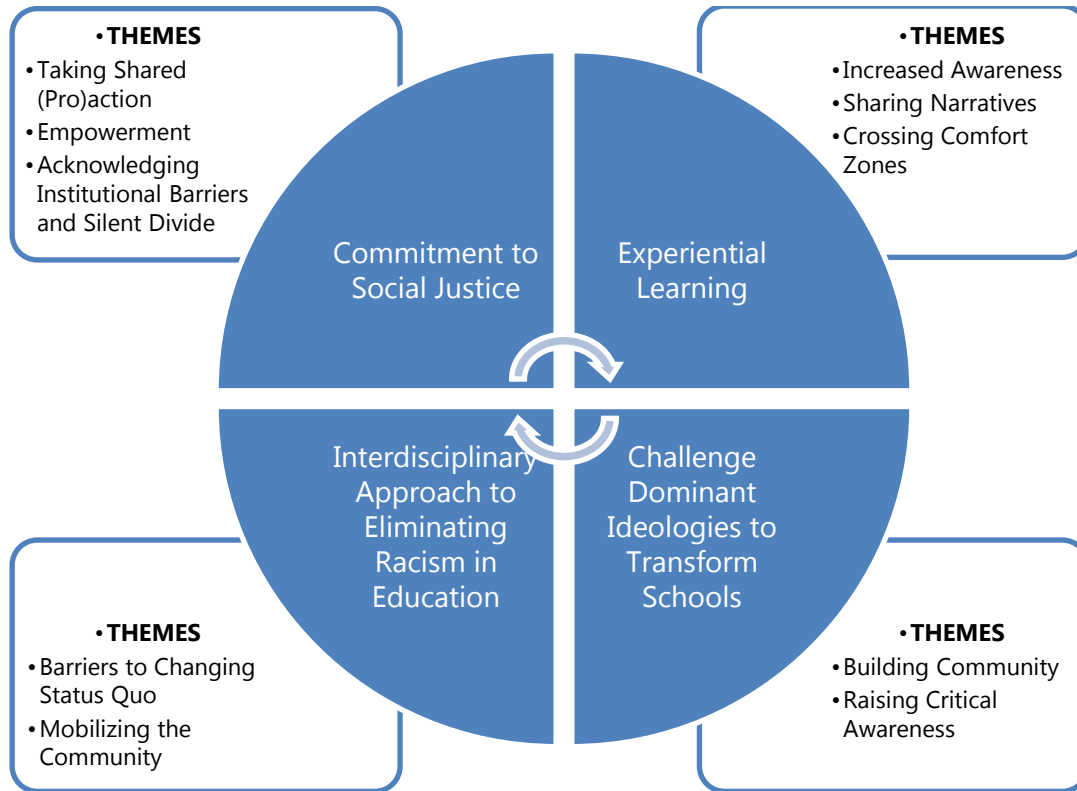 • THEMES
• Taking Shared
(Pro)action
• Empowerment
• Acknowledging
Institutional Barriers
and Silent Divide
• THEMES
• Increased Awareness
• Sharing Narratives
• Crossing Comfort
Zones
Commitment to
Social Justice
Experiential
Learning
Interdisciplinary
Approach to
Eliminating
Racism in
Education
Challenge
Dominant
Ideologies to
Transform
Schools
• THEMES
• Barriers to Changing
Status Quo
• Mobilizing the
Community
• THEMES
• Building Community
• Raising Critical
Awareness